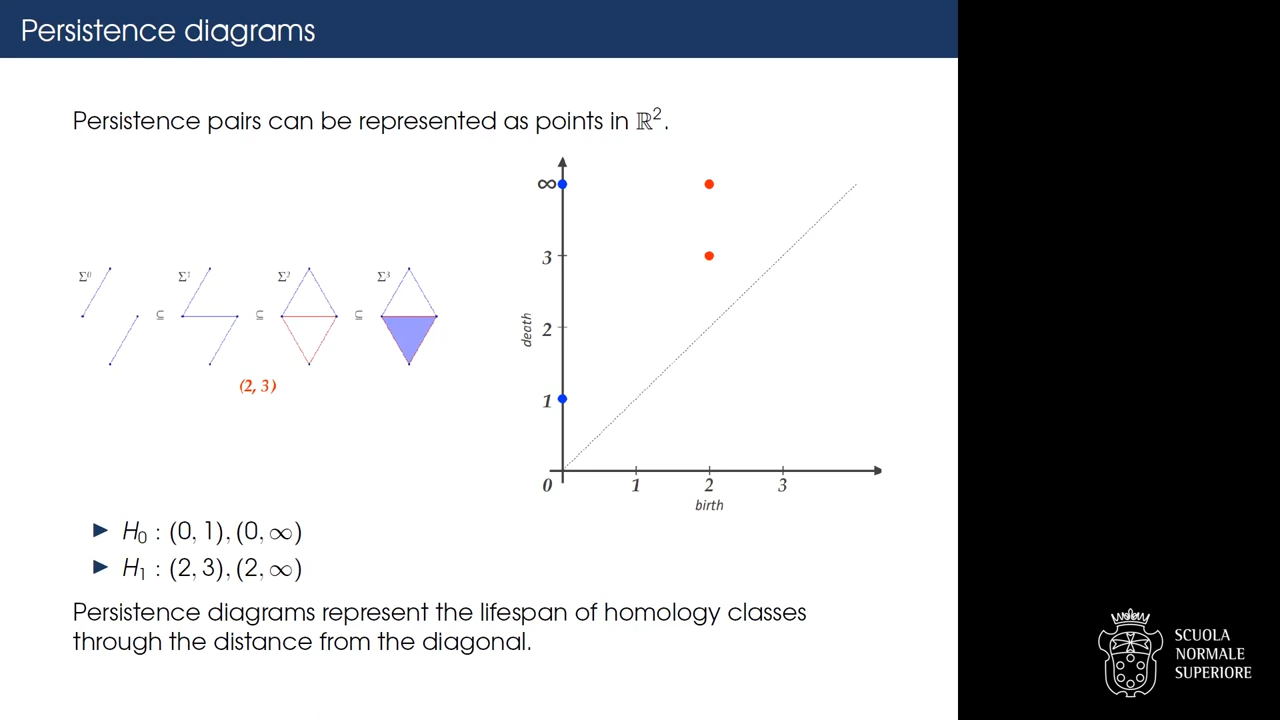 Persistence diagrams
Persistence pairs can be represented as points in ℝ².
Σ⁰ ⊆ Σ¹ ⊆ Σ² ⊆ Σ³
(2, 3)
∞
3
death
2
1
0 1 2 3
birth
▶ H₀ : (0, 1), (0, ∞)
▶ H₁ : (2, 3), (2, ∞)
Persistence diagrams represent the lifespan of homology classes
through the distance from the diagonal.
SCUOLA
NORMALE
SUPERIORE